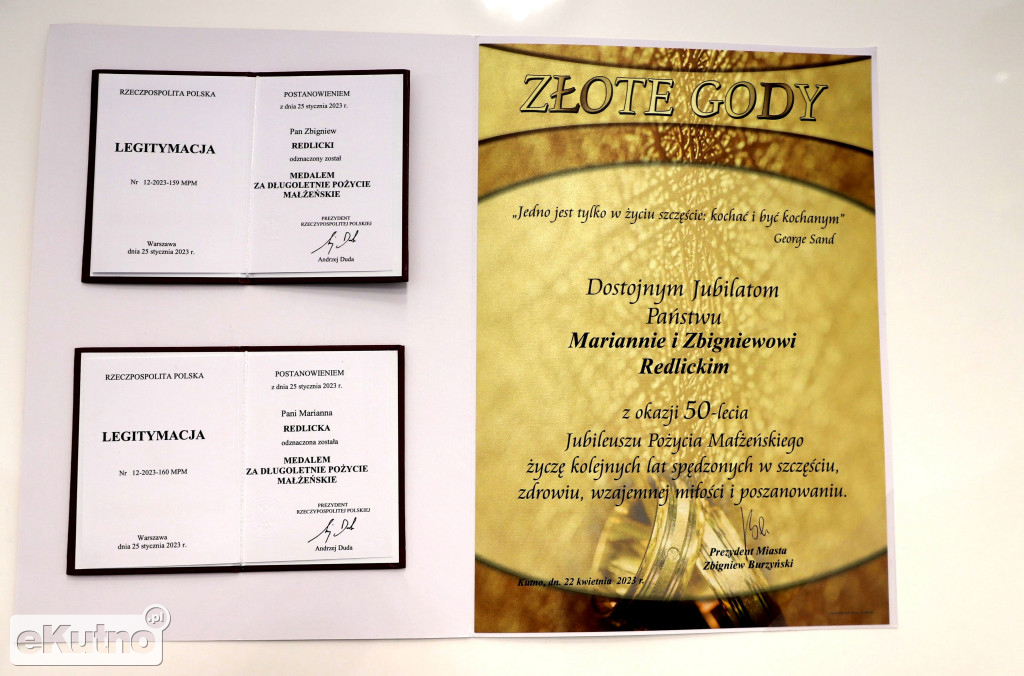 RZECZPOSPOLITA POLSKA
LEGITYMACJA
Nr 12-2023-159 MPM
Warszawa
dnia 25 stycznia 2023 r.
POSTANOWIENIEM
z dnia 25 stycznia 2023 r.
Pan Zbigniew
REDLICKI
odznaczony został
MEDALEM
ZA DŁUGOLETNIE POŻYCIE
MAŁŻEŃSKIE
PREZYDENT
RZECZYPOSPOLITEJ POLSKIEJ
Andrzej Duda
RZECZPOSPOLITA POLSKA
LEGITYMACJA
Nr 12-2023-160 MPM
Warszawa
dnia 25 stycznia 2023 r.
POSTANOWIENIEM
z dnia 25 stycznia 2023 r.
Pani Marianna
REDLICKA
odznaczona została
MEDALEM
ZA DŁUGOLETNIE POŻYCIE
MAŁŻEŃSKIE
PREZYDENT
RZECZYPOSPOLITEJ POLSKIEJ
Andrzej Duda
ZŁOTE GODY
„Jedno jest tylko w życiu szczęście: kochać i być kochanym”
George Sand
Dostojnym Jubilatom
Państwu
Mariannie i Zbigniewowi
Redlickim
z okazji 50-lecia
Jubileuszu Pożycia Małżeńskiego
życzę kolejnych lat spędzonych w szczęściu,
zdrowiu, wzajemnej miłości i poszanowaniu.
Prezydent Miasta
Zbigniew Burzyński
Kutno, dn. 22 kwietnia 2023 r.
eKutno.pl